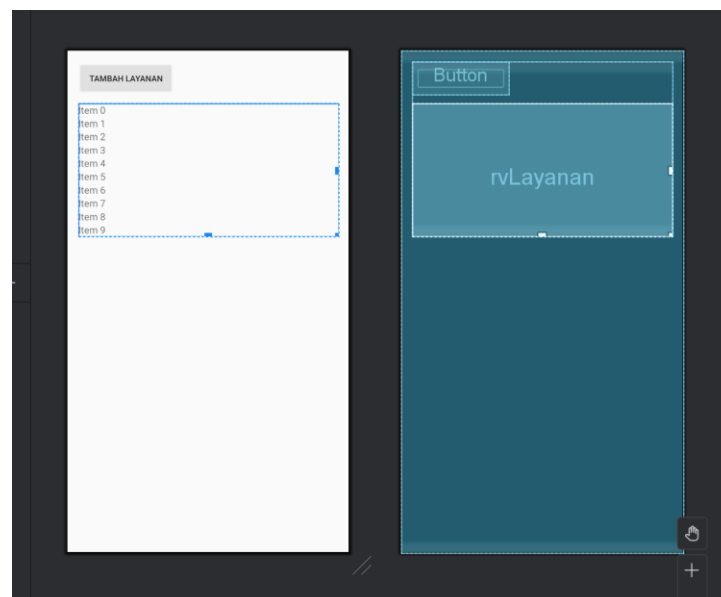 TAMBAH LAYANAN
Item 0
Item 1
Item 2
Item 3
Item 4
Item 5
Item 6
Item 7
Item 8
Item 9
Button
rvLayanan